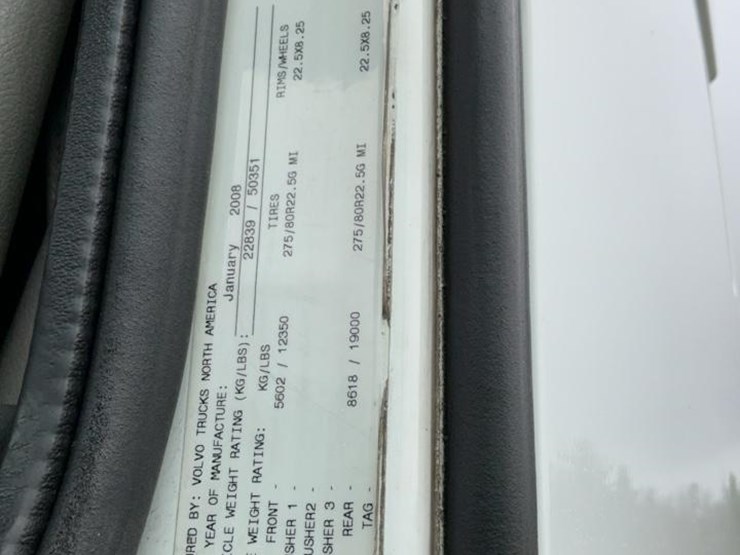 RED BY: VOLVO TRUCKS NORTH AMERICA
YEAR OF MANUFACTURE: January 2008
CLE WEIGHT RATING (KG/LBS): 22839 / 50351
WEIGHT RATING: KG/LBS TIRES RIMS/WHEELS
FRONT - 5602 / 12350 275/80R22.5G MI 22.5X8.25
SHER 1 -
USHER2 -
SHER 3 -
REAR - 8618 / 19000 275/80R22.5G MI 22.5X8.25
TAG -